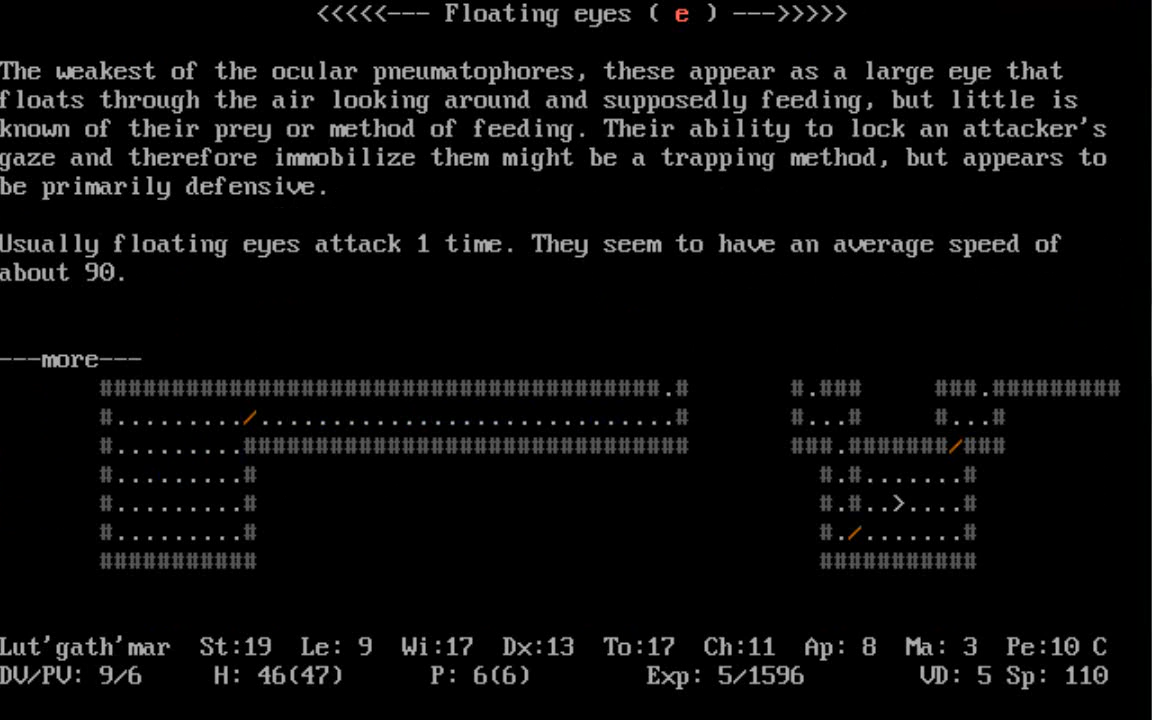 <<<<<--- Floating eyes ( e ) --->>>>>
The weakest of the ocular pneumatophores, these appear as a large eye that
floats through the air looking around and supposedly feeding, but little is
known of their prey or method of feeding. Their ability to lock an attacker's
gaze and therefore immobilize them might be a trapping method, but appears to
be primarily defensive.
Usually floating eyes attack 1 time. They seem to have an average speed of
about 90.
---more---
#######################################.#       #.###     ###.#########
#........./.............................#       #...#     #...#
#.........###############################       ###.#######/###
#.........#                                       #.#.......#
#.........#                                       #.#..>....#
#.........#                                       #./.......#
###########                                       ###########
Lut'gath'mar  St:19  Le: 9  Wi:17  Dx:13  To:17  Ch:11  Ap: 8  Ma: 3  Pe:10 C
DV/PV: 9/6     H: 46(47)      P: 6(6)        Exp: 5/1596        VD: 5 Sp: 110